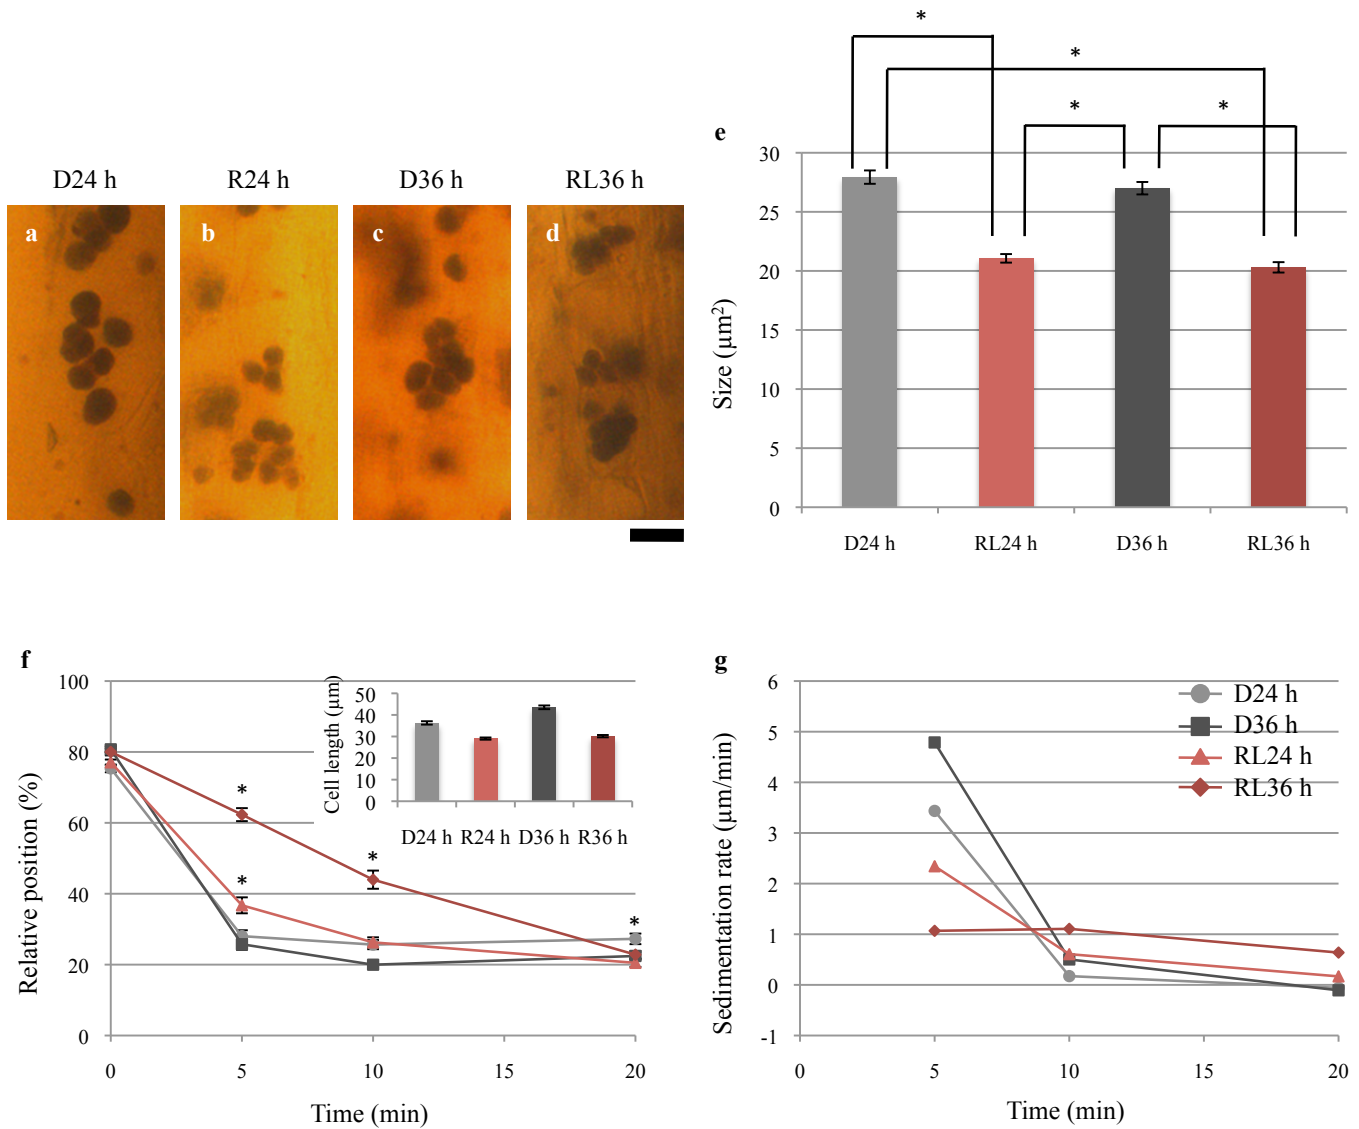 D24 h
R24 h
D36 h
RL36 h
a
b
c
d
e
*
*
*
*
Size (µm²)
30
25
20
15
10
5
0
D24 h
RL24 h
D36 h
RL36 h
f
Relative position (%)
100
80
60
40
20
0
0
5
10
15
20
Time (min)
*
*
*
*
Cell length (µm)
50
40
30
20
10
0
D24 h
R24 h
D36 h
R36 h
g
Sedimentation rate (µm/min)
6
5
4
3
2
1
0
-1
0
5
10
15
20
Time (min)
D24 h
D36 h
RL24 h
RL36 h